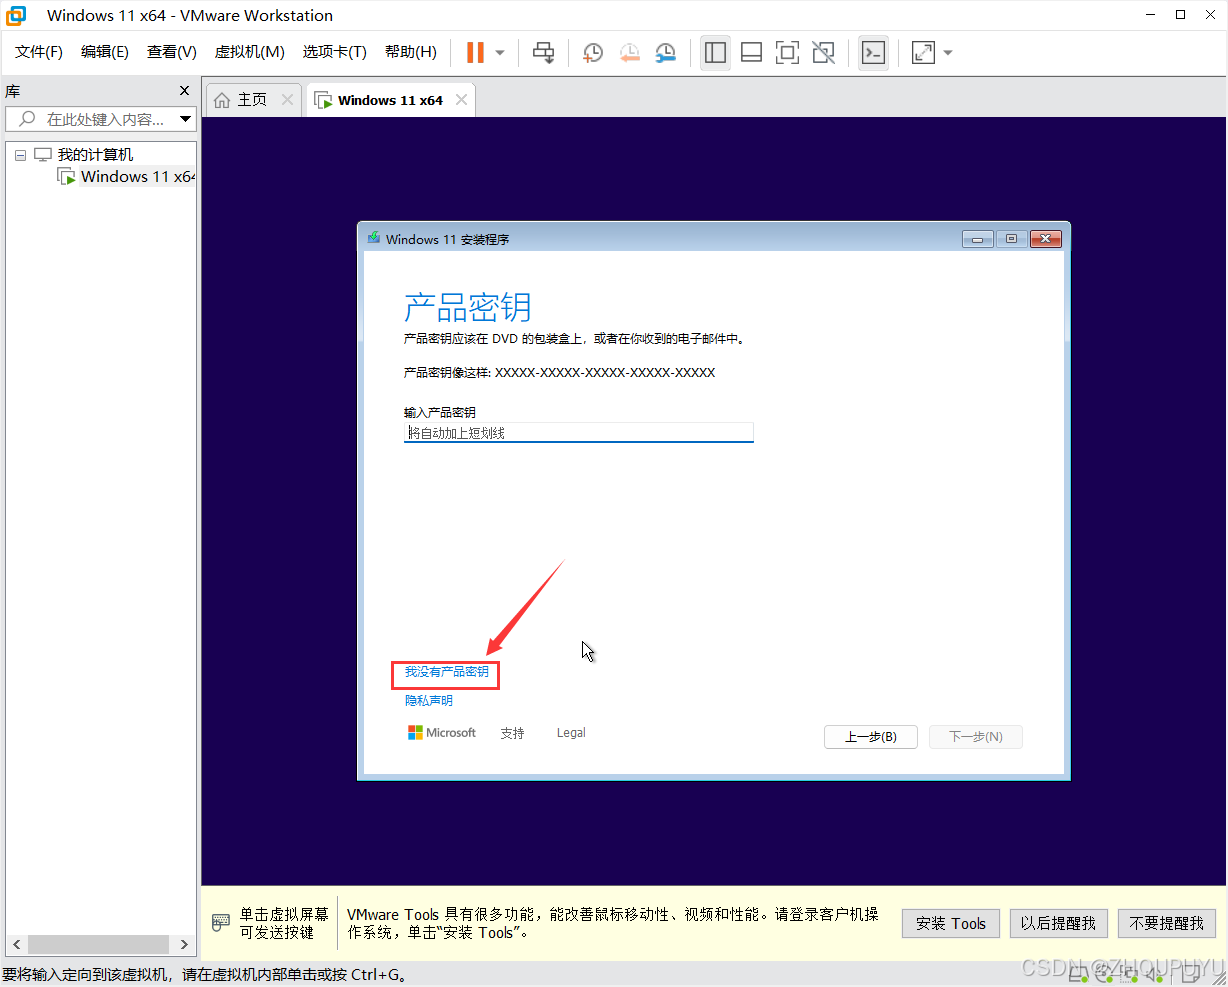 Windows 11 x64 - VMware Workstation
文件(F) 编辑(E) 查看(V) 虚拟机(M) 选项卡(T) 帮助(H)
库
在此处键入内容...
主页
Windows 11 x64
我的计算机
Windows 11 x64
Windows 11 安装程序
产品密钥
产品密钥应该在 DVD 的包装盒上，或者在你收到的电子邮件中。
产品密钥像这样: XXXXX-XXXXX-XXXXX-XXXXX-XXXXX
输入产品密钥
将自动加上短划线
我没有产品密钥
隐私声明
Microsoft 支持 Legal
上一步(B) 下一步(N)
单击虚拟屏幕
可发送按键
VMware Tools 具有很多功能，能改善鼠标移动性、视频和性能。请登录客户机操
作系统，单击“安装 Tools”。
安装 Tools 以后提醒我 不要提醒我
要将输入定向到该虚拟机，请在虚拟机内部单击或按 Ctrl+G。
CSDN @ZHOUPUYU